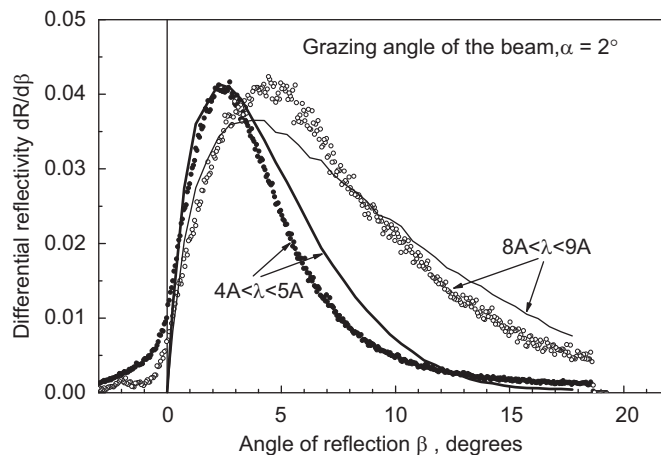 0.05
Grazing angle of the beam,α = 2°
0.04
0.03
0.02
0.01
0.00
Differential reflectivity dR/dβ
8A<λ<9A
4A<λ<5A
0 5 10 15 20
Angle of reflection β , degrees